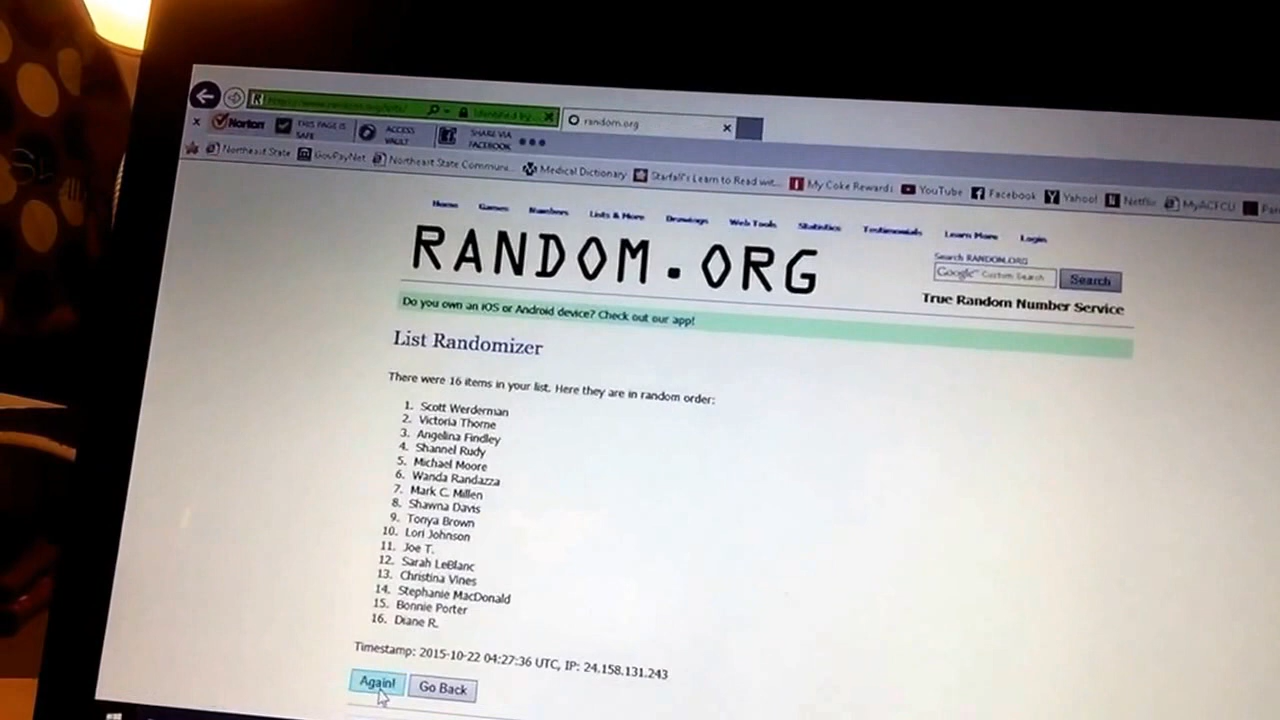 random.org
Norton THIS PAGE IS SAFE ACCESS VAULT SHARE VIA FACEBOOK
Northeast State GovPayNet Northeast State Communi... Medical Dictionary Starfall's Learn to Read wit... My Coke Rewards YouTube Facebook Yahoo! Netflix MyACFCU
Home Games Numbers Lists & More Drawings Web Tools Statistics Testimonials Learn More Login
RANDOM.ORG
Search RANDOM.ORG
Google™ Custom Search Search
True Random Number Service
Do you own an iOS or Android device? Check out our app!
List Randomizer
There were 16 items in your list. Here they are in random order:
1. Scott Werderman
2. Victoria Thorne
3. Angelina Findley
4. Shannel Rudy
5. Michael Moore
6. Wanda Randazza
7. Mark C. Millen
8. Shawna Davis
9. Tonya Brown
10. Lori Johnson
11. Joe T.
12. Sarah LeBlanc
13. Christina Vines
14. Stephanie MacDonald
15. Bonnie Porter
16. Diane R.
Timestamp: 2015-10-22 04:27:36 UTC, IP: 24.158.131.243
Again! Go Back